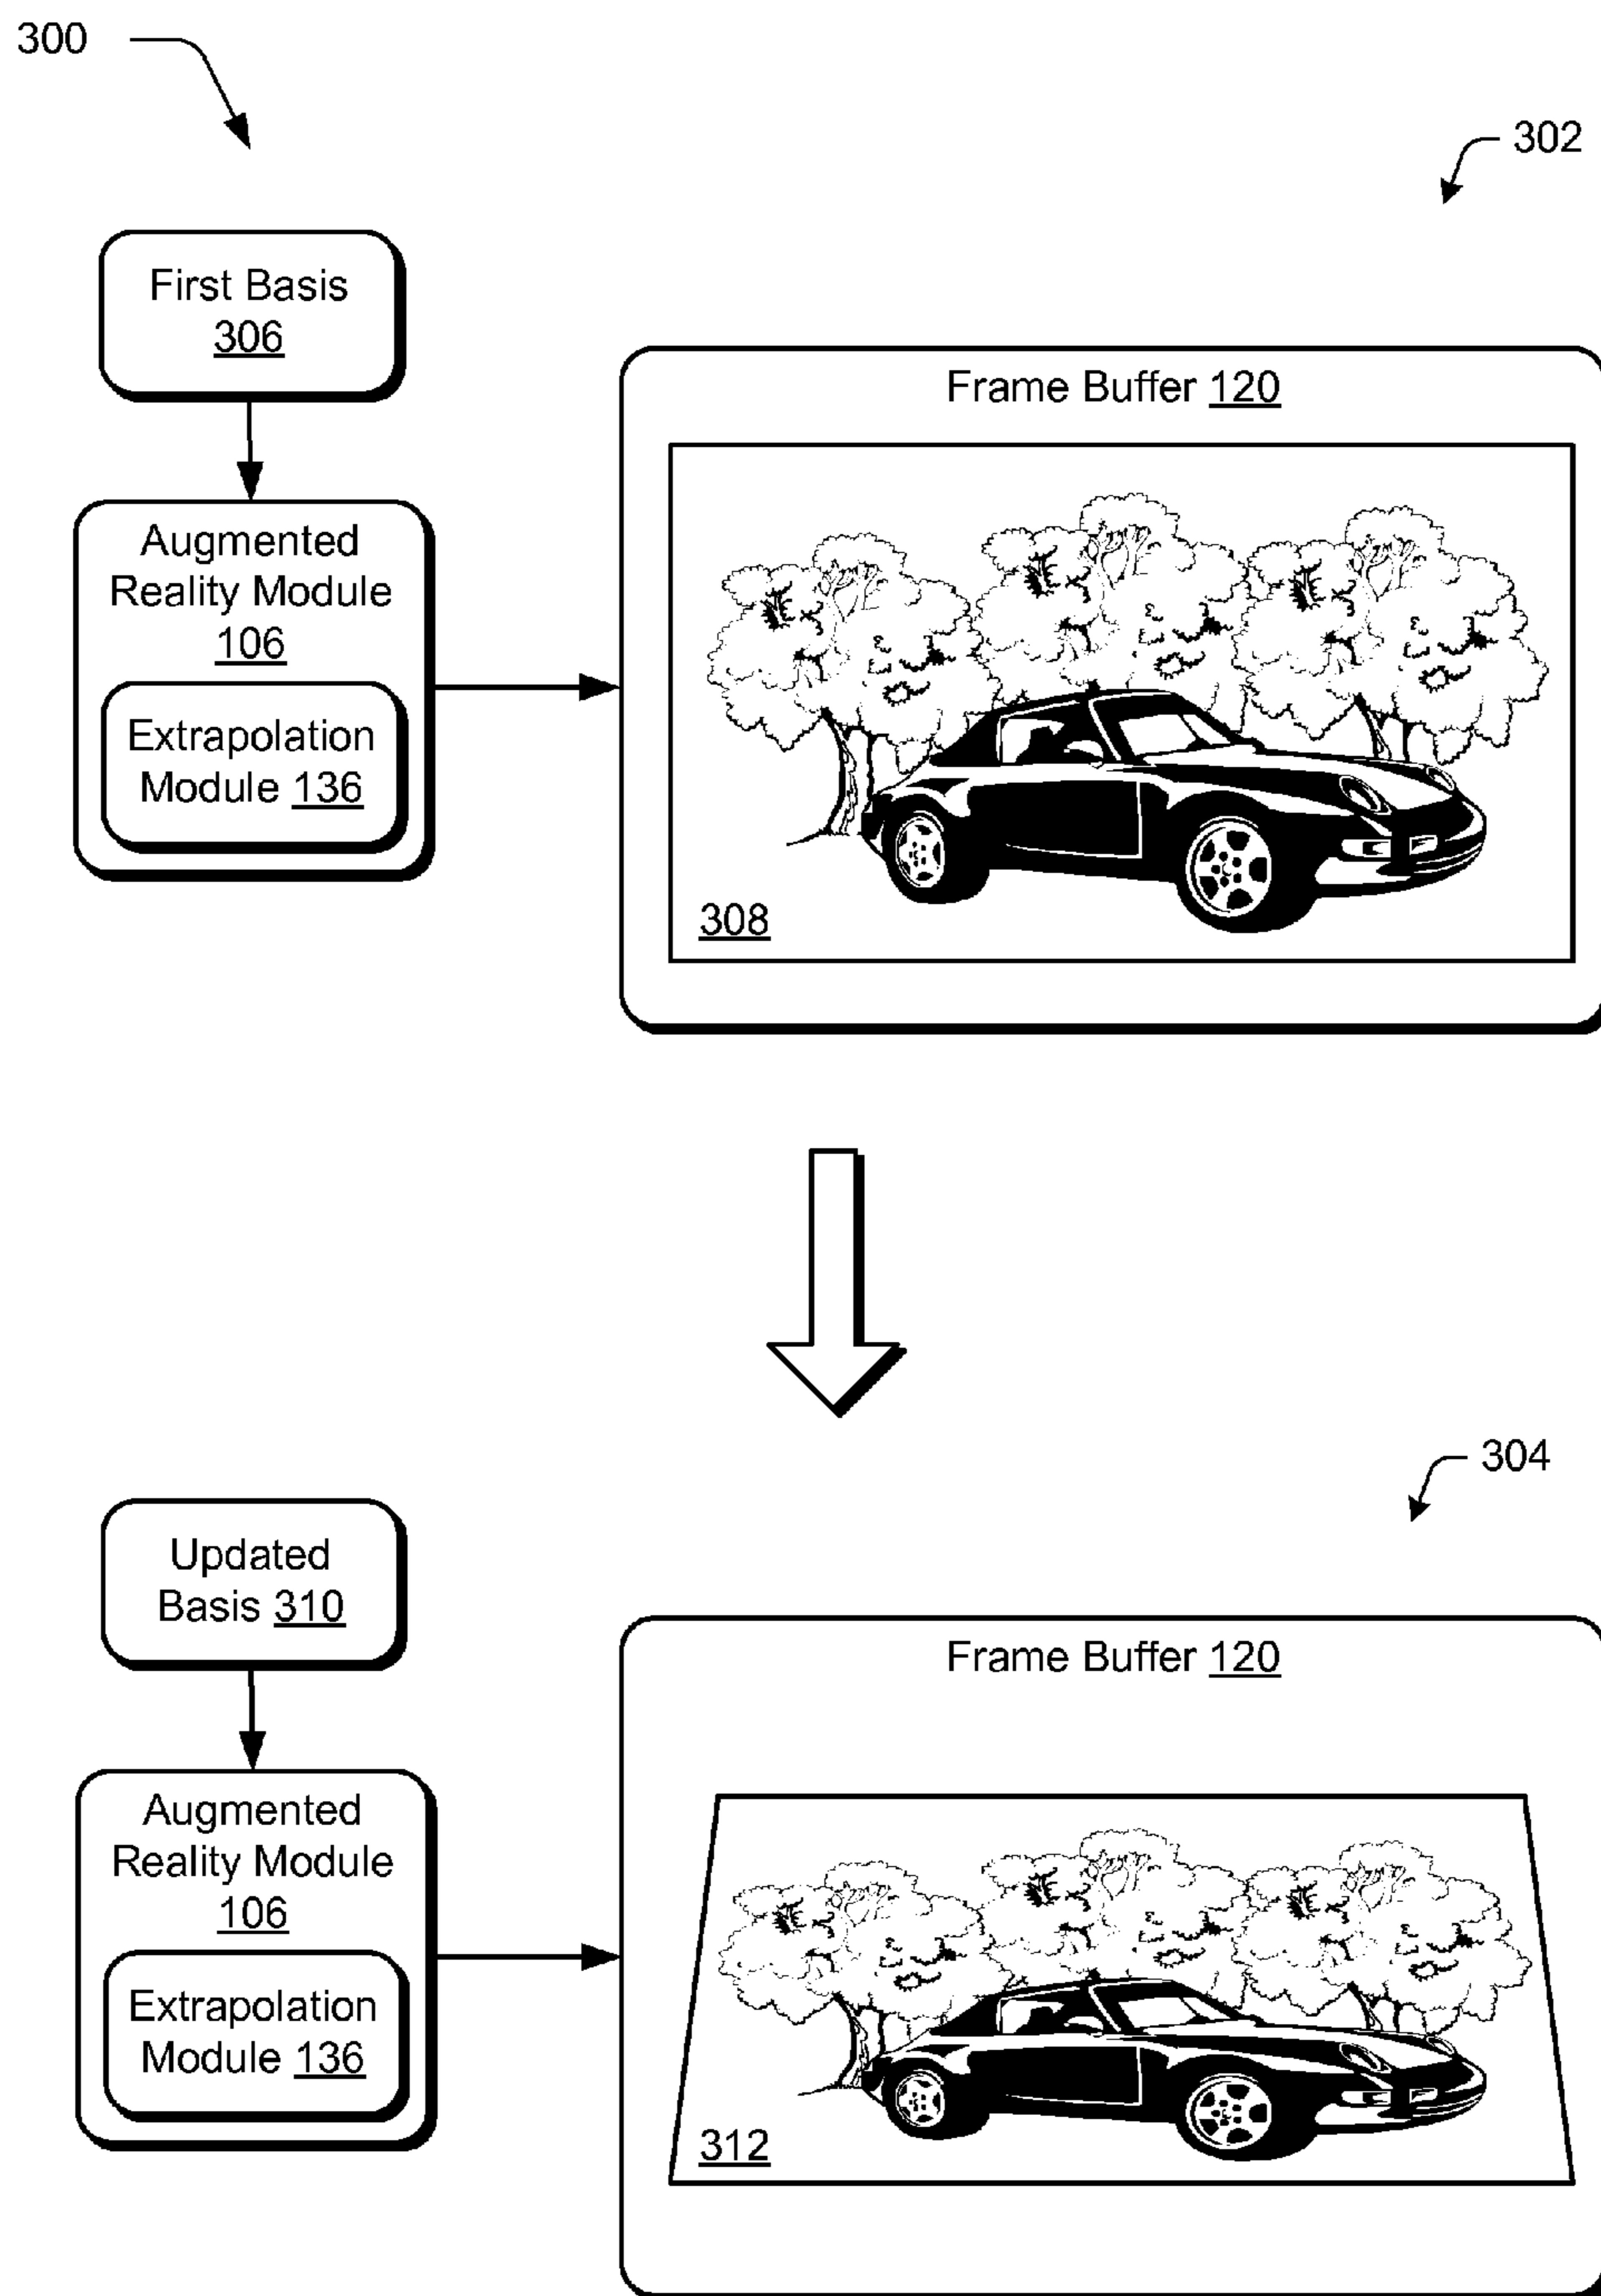 300
302
First Basis
306
Frame Buffer 120
Augmented
Reality Module
106
Extrapolation
Module 136
308
304
Updated
Basis 310
Frame Buffer 120
Augmented
Reality Module
106
Extrapolation
Module 136
312